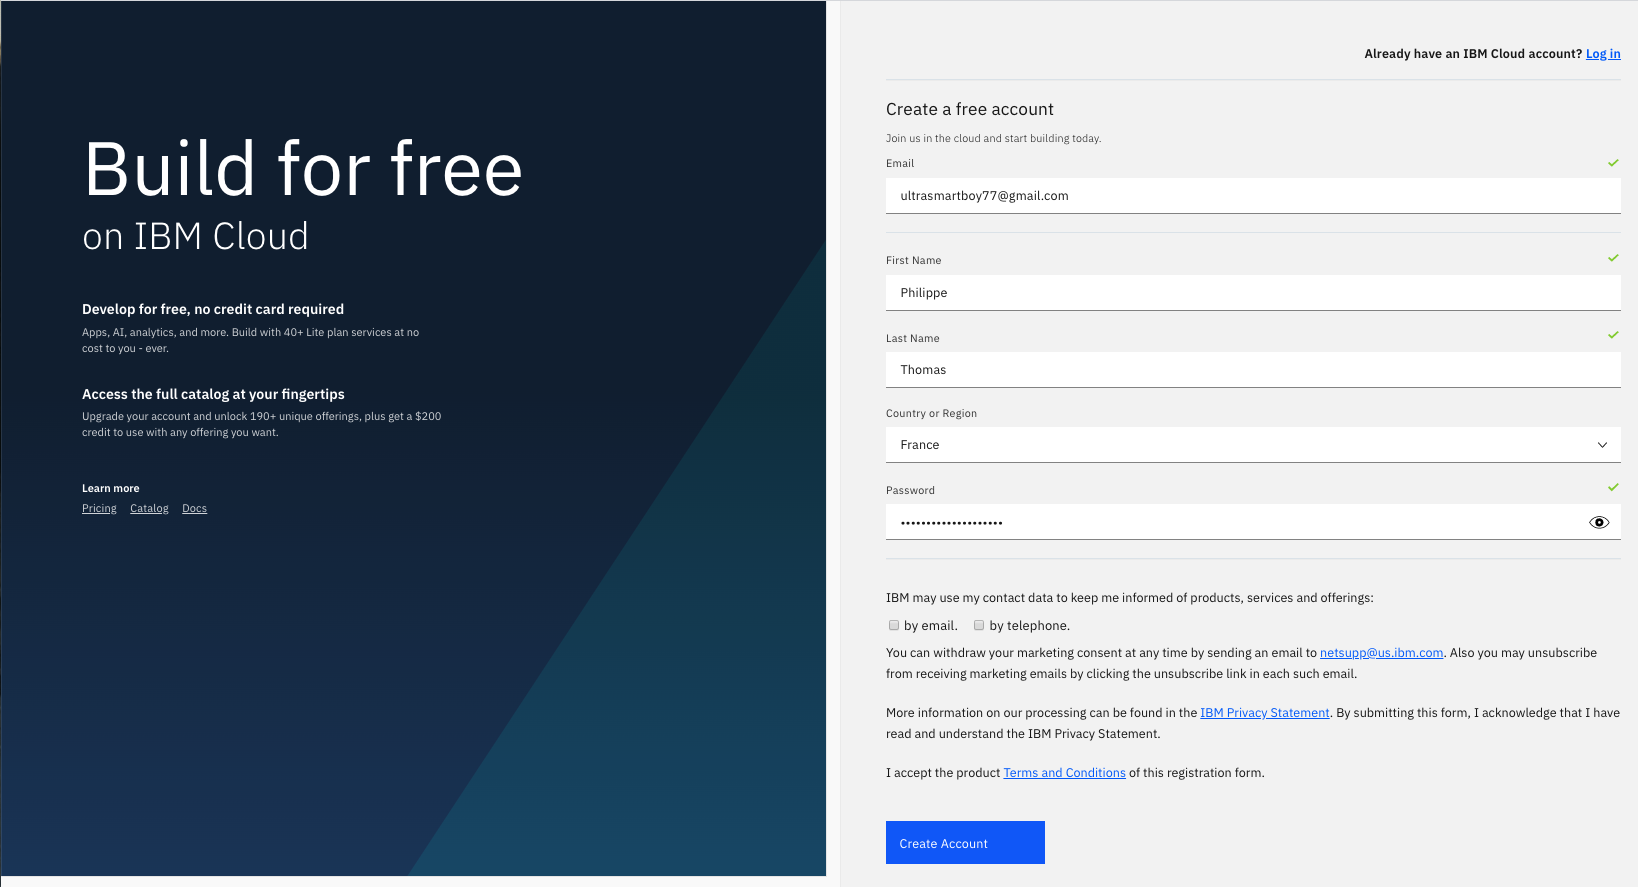 Build for free
on IBM Cloud
Develop for free, no credit card required
Apps, AI, analytics, and more. Build with 40+ Lite plan services at no
cost to you - ever.
Access the full catalog at your fingertips
Upgrade your account and unlock 190+ unique offerings, plus get a $200
credit to use with any offering you want.
Learn more
Pricing Catalog Docs
Already have an IBM Cloud account? Log in
Create a free account
Join us in the cloud and start building today.
Email
ultrasmartboy77@gmail.com
First Name
Philippe
Last Name
Thomas
Country or Region
France
Password
••••••••••••••••••••
IBM may use my contact data to keep me informed of products, services and offerings:
by email. by telephone.
You can withdraw your marketing consent at any time by sending an email to netsupp@us.ibm.com. Also you may unsubscribe
from receiving marketing emails by clicking the unsubscribe link in each such email.
More information on our processing can be found in the IBM Privacy Statement. By submitting this form, I acknowledge that I have
read and understand the IBM Privacy Statement.
I accept the product Terms and Conditions of this registration form.
Create Account